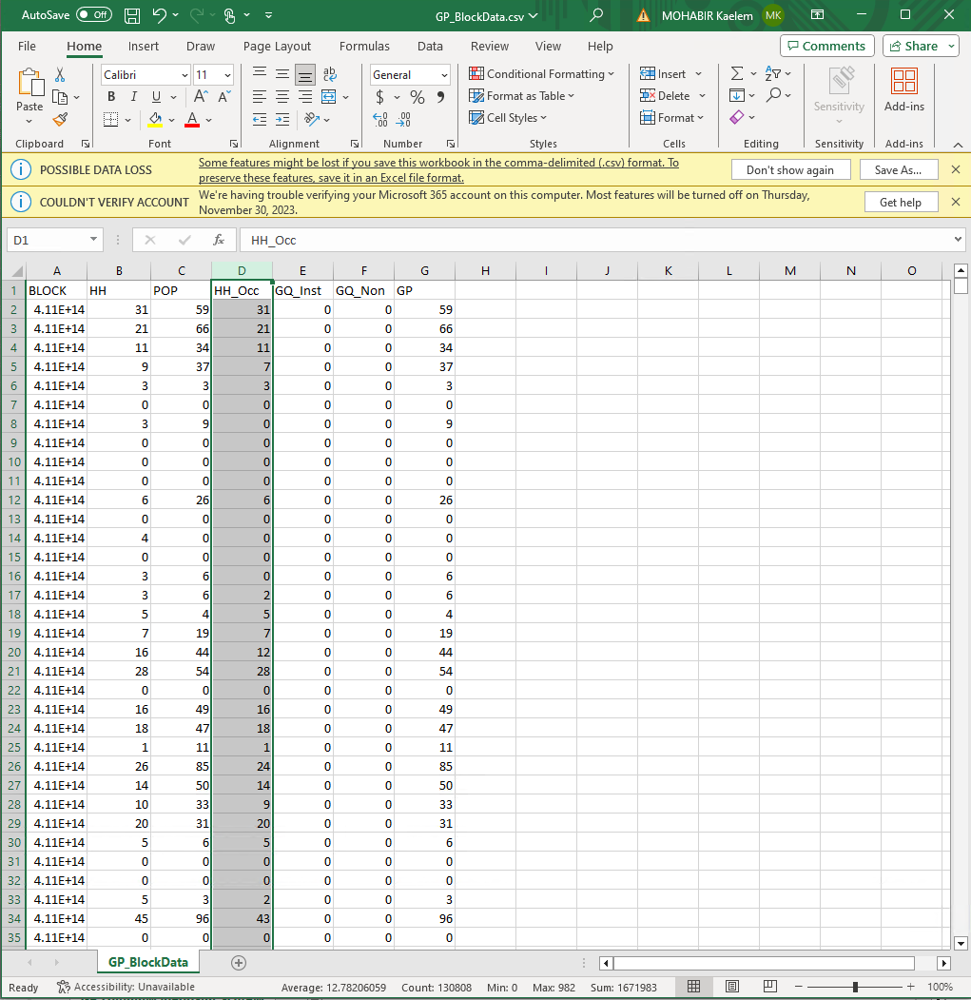 AutoSave Off GP_BlockData.csv MOHABIR Kaelem MK
File Home Insert Draw Page Layout Formulas Data Review View Help Comments Share
Paste Calibri 11 General Conditional Formatting Insert Sensitivity Add-ins
B I U A A $ % Format as Table Delete
A Cell Styles Format
Clipboard Font Alignment Number Styles Cells Editing Sensitivity Add-ins
POSSIBLE DATA LOSS Some features might be lost if you save this workbook in the comma-delimited (.csv) format. To
preserve these features, save it in an Excel file format. Don't show again Save As...
COULDN'T VERIFY ACCOUNT We're having trouble verifying your Microsoft 365 account on this computer. Most features will be turned off on Thursday,
November 30, 2023. Get help
D1 fx HH_Occ
A B C D E F G H I J K L M N O
1 BLOCK HH POP HH_Occ GQ_Inst GQ_Non GP
2 4.11E+14 31 59 31 0 0 59
3 4.11E+14 21 66 21 0 0 66
4 4.11E+14 11 34 11 0 0 34
5 4.11E+14 9 37 7 0 0 37
6 4.11E+14 3 3 3 0 0 3
7 4.11E+14 0 0 0 0 0 0
8 4.11E+14 3 9 0 0 0 9
9 4.11E+14 0 0 0 0 0 0
10 4.11E+14 0 0 0 0 0 0
11 4.11E+14 0 0 0 0 0 0
12 4.11E+14 6 26 6 0 0 26
13 4.11E+14 0 0 0 0 0 0
14 4.11E+14 4 0 0 0 0 0
15 4.11E+14 0 0 0 0 0 0
16 4.11E+14 3 6 0 0 0 6
17 4.11E+14 3 6 2 0 0 6
18 4.11E+14 5 4 5 0 0 4
19 4.11E+14 7 19 7 0 0 19
20 4.11E+14 16 44 12 0 0 44
21 4.11E+14 28 54 28 0 0 54
22 4.11E+14 0 0 0 0 0 0
23 4.11E+14 16 49 16 0 0 49
24 4.11E+14 18 47 18 0 0 47
25 4.11E+14 1 11 1 0 0 11
26 4.11E+14 26 85 24 0 0 85
27 4.11E+14 14 50 14 0 0 50
28 4.11E+14 10 33 9 0 0 33
29 4.11E+14 20 31 20 0 0 31
30 4.11E+14 5 6 5 0 0 6
31 4.11E+14 0 0 0 0 0 0
32 4.11E+14 0 0 0 0 0 0
33 4.11E+14 5 3 2 0 0 3
34 4.11E+14 45 96 43 0 0 96
35 4.11E+14 0 0 0 0 0 0
GP_BlockData
Ready Accessibility: Unavailable Average: 12.78206059 Count: 130808 Min: 0 Max: 982 Sum: 1671983 100%